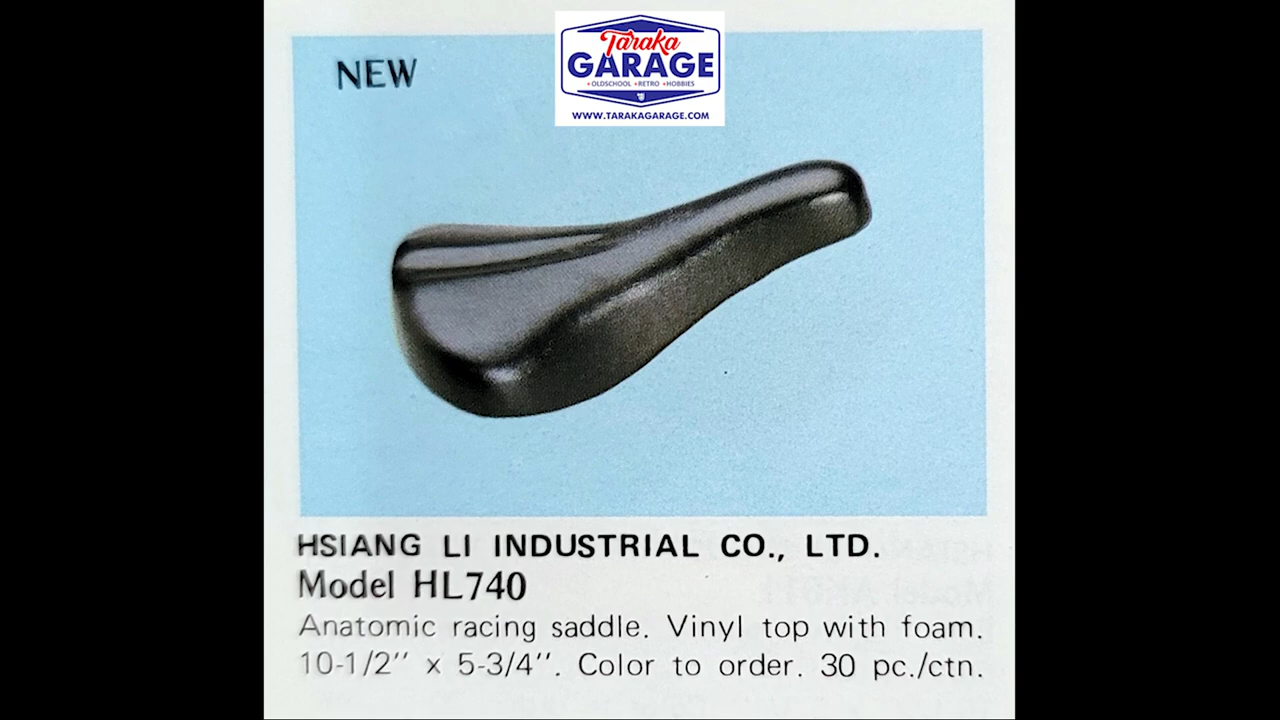 Taraka
GARAGE
+OLDSCHOOL +RETRO +HOBBIES
WWW.TARAKAGARAGE.COM
NEW
HSIANG LI INDUSTRIAL CO., LTD.
Model HL740
Anatomic racing saddle. Vinyl top with foam.
10-1/2" x 5-3/4". Color to order. 30 pc./ctn.